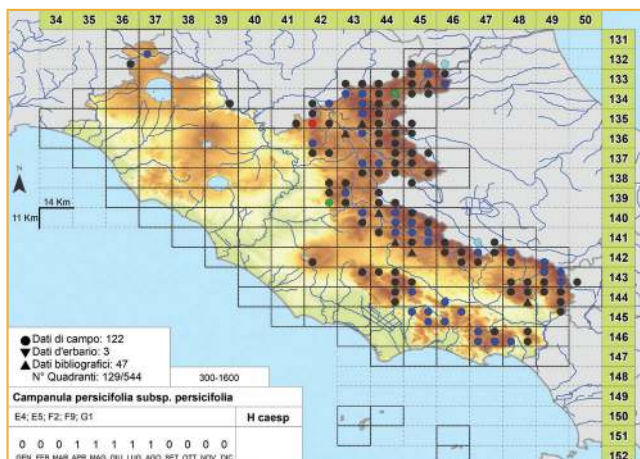 34 35 36 37 38 39 40 41 42 43 44 45 46 47 48 49 50
131
132
133
134
135
136
137
138
139
140
141
142
143
144
145
146
147
148
149
150
151
152
N
14 Km
11 Km
Dati di campo: 122
Dati d'erbario: 3
Dati bibliografici: 47
N° Quadranti: 129/544
300-1600
Campanula persicifolia subsp. persicifolia
E4; E5; F2; F9; G1
H caesp
0 0 0 1 1 1 1 1 0 0 0 0
GEN FEB MAR APR MAG GIU LUG AGO SET OTT NOV DIC